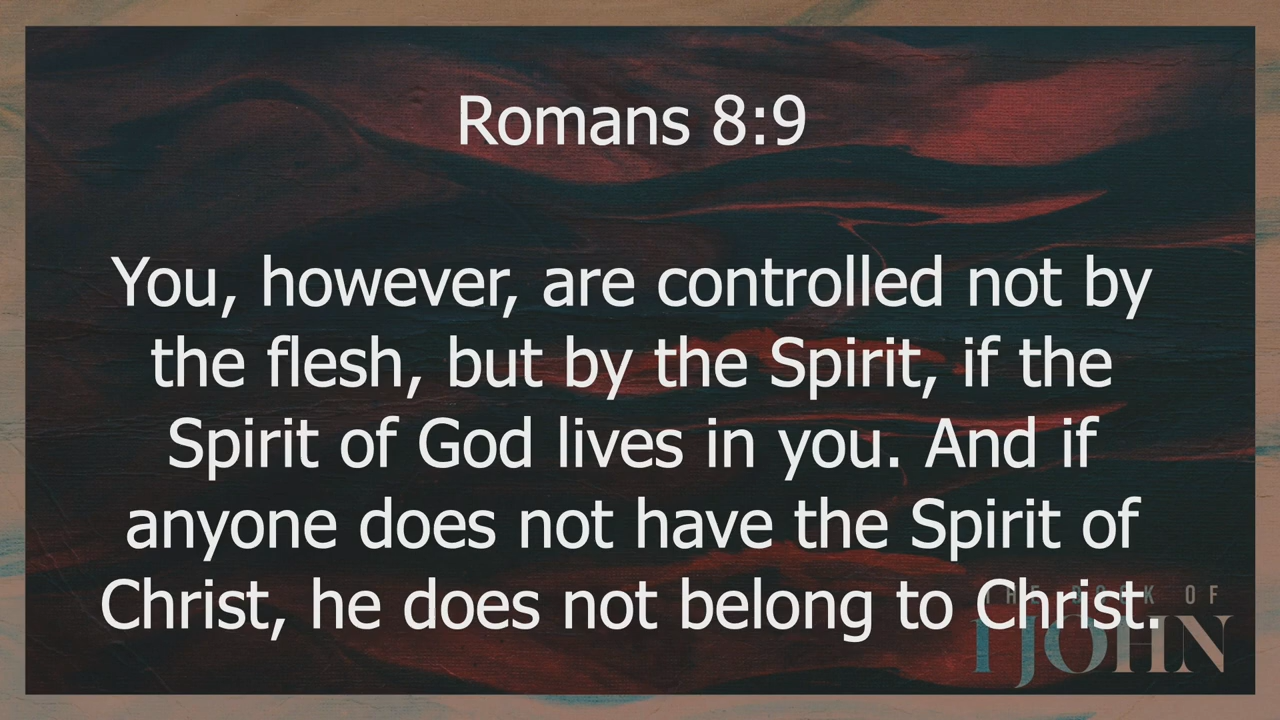 Romans 8:9
You, however, are controlled not by
the flesh, but by the Spirit, if the
Spirit of God lives in you. And if
anyone does not have the Spirit of
Christ, he does not belong to Christ.
THE BOOK OF
1 JOHN